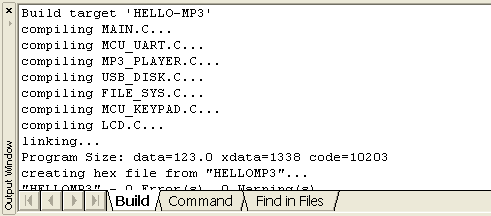 Build target 'HELLO-MP3'
compiling MAIN.C...
compiling MCU_UART.C...
compiling MP3_PLAYER.C...
compiling USB_DISK.C...
compiling FILE_SYS.C...
compiling MCU_KEYPAD.C...
compiling LCD.C...
linking...
Program Size: data=123.0 xdata=1338 code=10203
creating hex file from "HELLOMP3"...
"HELLOMP3" - 0 Error(s), 0 Warning(s)
Build Command Find in Files
Output Window